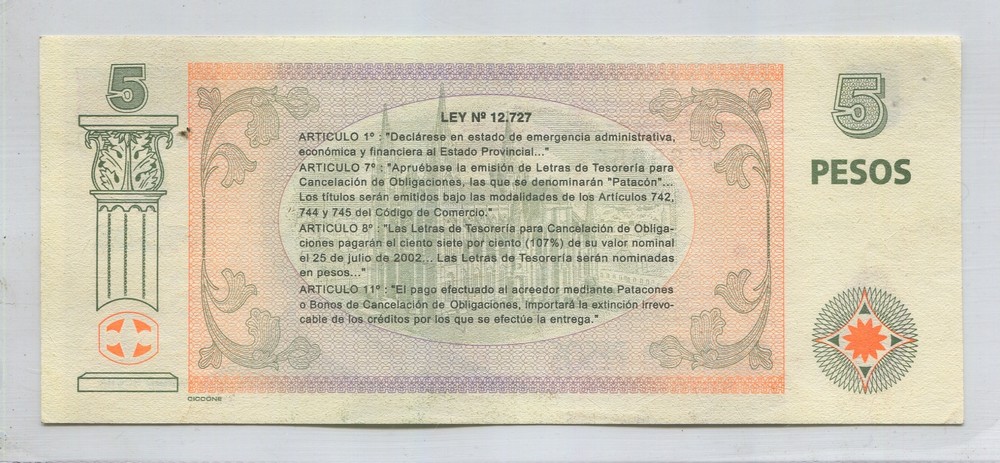 5
5
PESOS
LEY Nº 12.727
ARTICULO 1º : "Declárese en estado de emergencia administrativa,
económica y financiera al Estado Provincial..."
ARTICULO 7º : "Apruébase la emisión de Letras de Tesorería para
Cancelación de Obligaciones, las que se denominarán "Patacón"...
Los títulos serán emitidos bajo las modalidades de los Artículos 742,
744 y 745 del Código de Comercio."
ARTICULO 8º : "Las Letras de Tesorería para Cancelación de Obliga-
ciones pagarán el ciento siete por ciento (107%) de su valor nominal
el 25 de julio de 2002... Las Letras de Tesorería serán nominadas
en pesos..."
ARTICULO 11º : "El pago efectuado al acreedor mediante Patacones
o Bonos de Cancelación de Obligaciones, importará la extinción irrevo-
cable de los créditos por los que se efectúe la entrega."
CICCONE